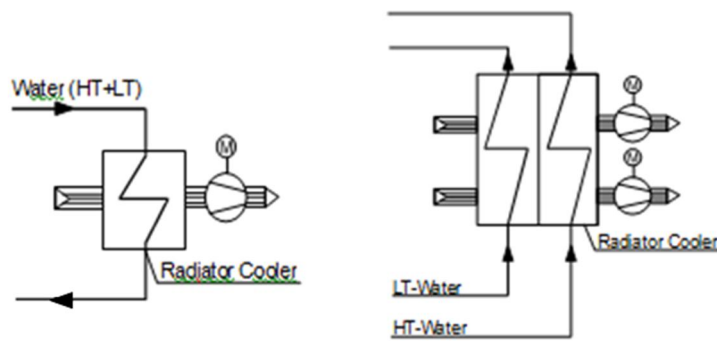 Water (HT+LT)
M
Radiator Cooler
M
M
Radiator Cooler
LT-Water
HT-Water